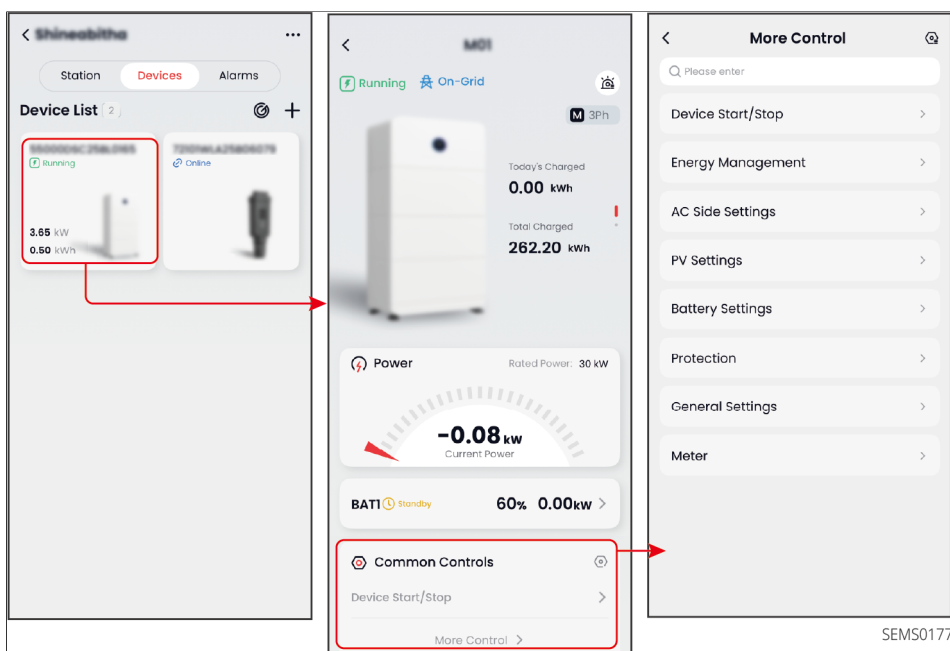 Shineabitha
Station Devices Alarms
Device List 2
Running
3.65 kW
0.50 kWh
Online
M01
Running On-Grid
M 3Ph
Today's Charged
0.00 kWh
Total Charged
262.20 kWh
Power Rated Power: 30 kW
-0.08 kw
Current Power
BAT1 Standby 60% 0.00kw
Common Controls
Device Start/Stop
More Control
More Control
Please enter
Device Start/Stop
Energy Management
AC Side Settings
PV Settings
Battery Settings
Protection
General Settings
Meter
SEMS0177